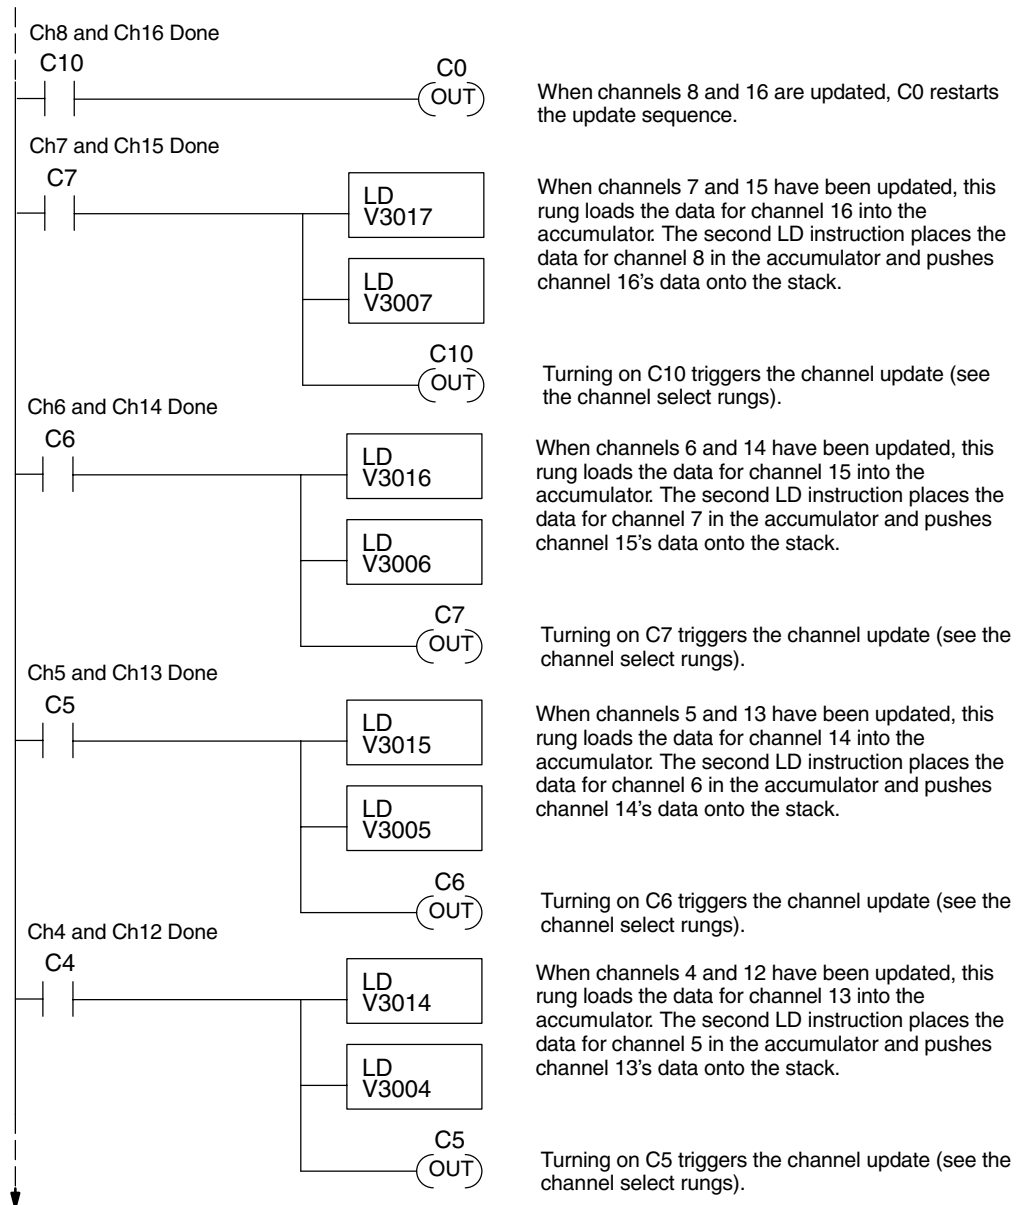 Ch8 and Ch16 Done
C10
C0
OUT
When channels 8 and 16 are updated, C0 restarts
the update sequence.
Ch7 and Ch15 Done
C7
LD
V3017
When channels 7 and 15 have been updated, this
rung loads the data for channel 16 into the
accumulator. The second LD instruction places the
data for channel 8 in the accumulator and pushes
channel 16's data onto the stack.
LD
V3007
C10
OUT
Turning on C10 triggers the channel update (see
the channel select rungs).
Ch6 and Ch14 Done
C6
LD
V3016
When channels 6 and 14 have been updated, this
rung loads the data for channel 15 into the
accumulator. The second LD instruction places the
data for channel 7 in the accumulator and pushes
channel 15's data onto the stack.
LD
V3006
C7
OUT
Turning on C7 triggers the channel update (see the
channel select rungs).
Ch5 and Ch13 Done
C5
LD
V3015
When channels 5 and 13 have been updated, this
rung loads the data for channel 14 into the
accumulator. The second LD instruction places the
data for channel 6 in the accumulator and pushes
channel 14's data onto the stack.
LD
V3005
C6
OUT
Turning on C6 triggers the channel update (see the
channel select rungs).
Ch4 and Ch12 Done
C4
LD
V3014
When channels 4 and 12 have been updated, this
rung loads the data for channel 13 into the
accumulator. The second LD instruction places the
data for channel 5 in the accumulator and pushes
channel 13's data onto the stack.
LD
V3004
C5
OUT
Turning on C5 triggers the channel update (see the
channel select rungs).